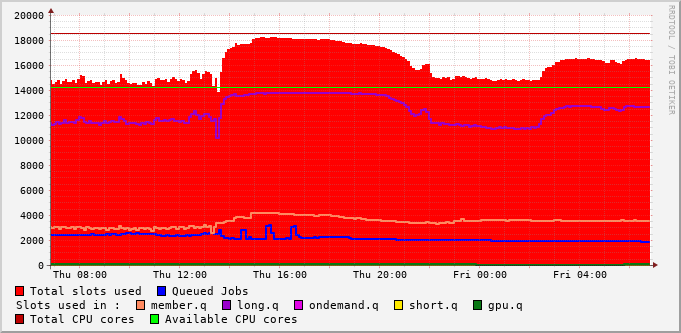 20000
18000
16000
14000
12000
10000
8000
6000
4000
2000
0
Thu 08:00 Thu 12:00 Thu 16:00 Thu 20:00 Fri 00:00 Fri 04:00
RRDTOOL / TOBI OETIKER
Total slots used Queued Jobs
Slots used in : member.q long.q ondemand.q short.q gpu.q
Total CPU cores Available CPU cores